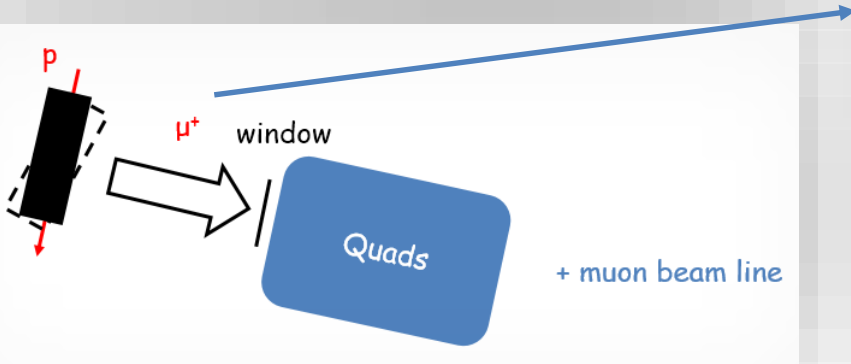 p
μ⁺
window
Quads
+ muon beam line